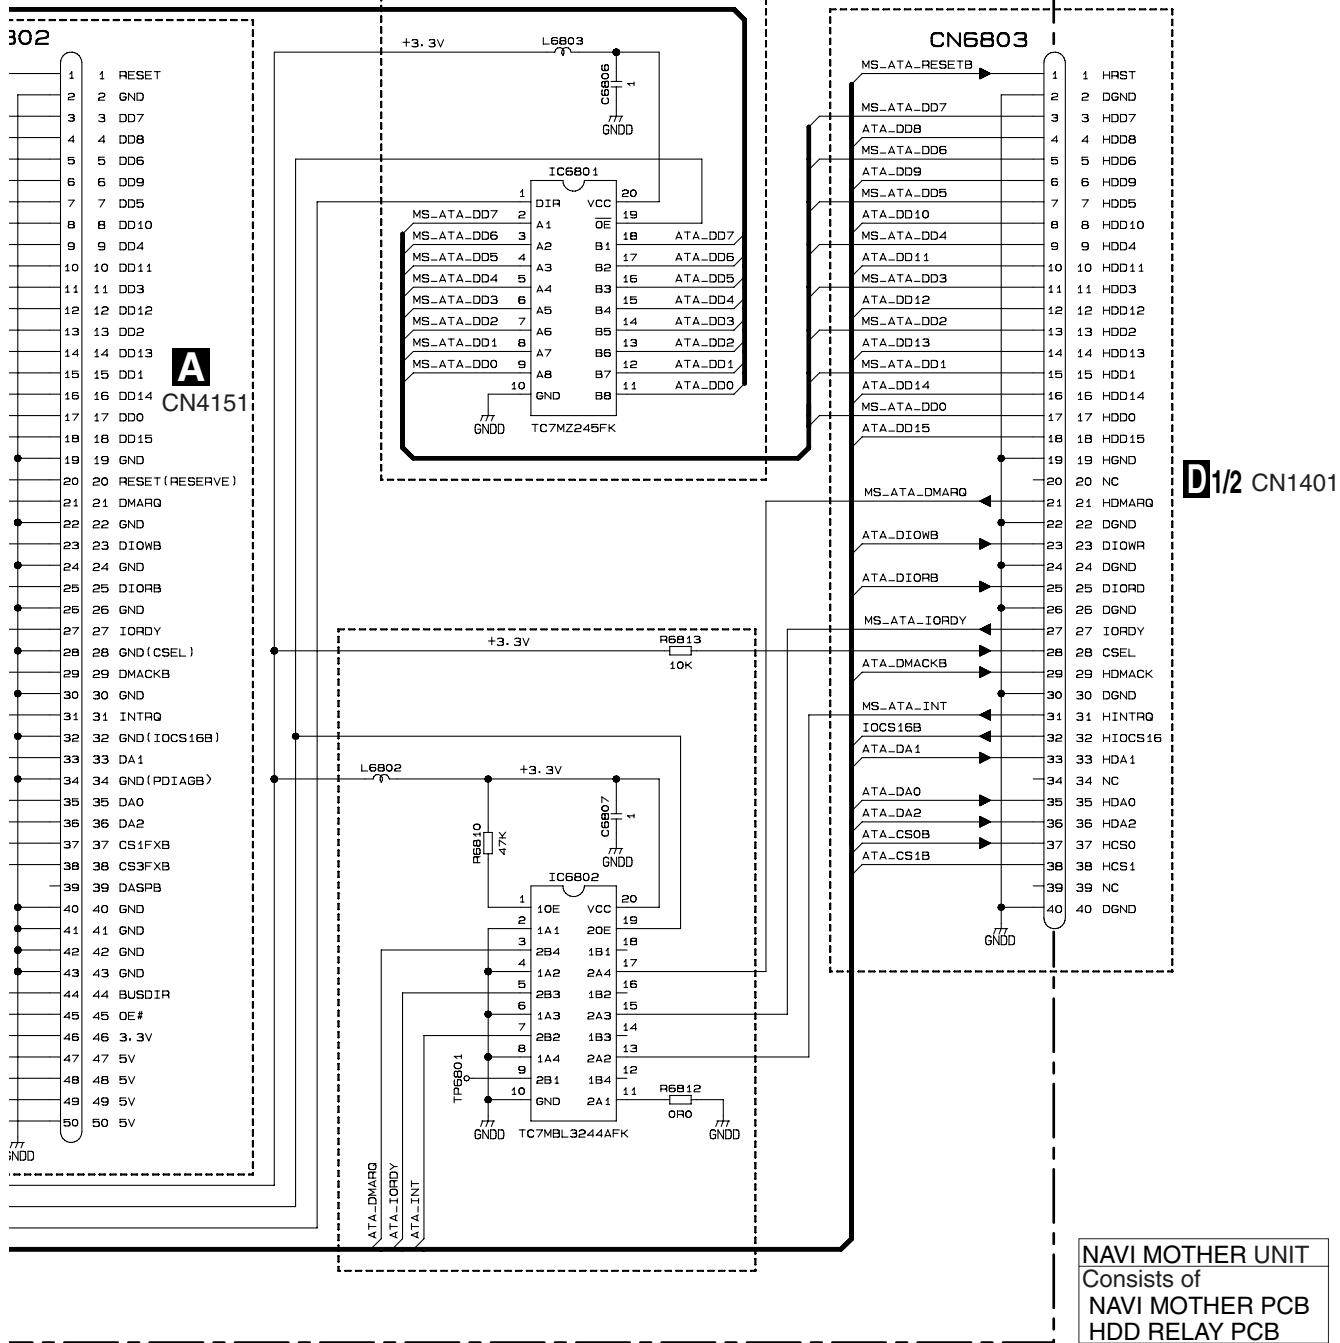 802
1 1 RESET
2 2 GND
3 3 DD7
4 4 DD8
5 5 DD6
6 6 DD9
7 7 DD5
8 8 DD10
9 9 DD4
10 10 DD11
11 11 DD3
12 12 DD12
13 13 DD2
14 14 DD13
15 15 DD1
16 16 DD14
17 17 DD0
18 18 DD15
19 19 GND
20 20 RESET(RESERVE)
21 21 DMARQ
22 22 GND
23 23 DIOWB
24 24 GND
25 25 DIORB
26 26 GND
27 27 IORDY
28 28 GND(CSEL)
29 29 DMACKB
30 30 GND
31 31 INTRQ
32 32 GND(IOCS16B)
33 33 DA1
34 34 GND(PDIAGB)
35 35 DA0
36 36 DA2
37 37 CS1FXB
38 38 CS3FXB
39 39 DASPB
40 40 GND
41 41 GND
42 42 GND
43 43 GND
44 44 BUSDIR
45 45 OE#
46 46 3.3V
47 47 5V
48 48 5V
49 49 5V
50 50 5V
GNDD
A
CN4151
+3.3V
L6803
C6806
1
GNDD
IC6801
1 DIR VCC 20
MS_ATA_DD7 2 A1 OE 19
MS_ATA_DD6 3 A2 B1 18 ATA_DD7
MS_ATA_DD5 4 A3 B2 17 ATA_DD6
MS_ATA_DD4 5 A4 B3 16 ATA_DD5
MS_ATA_DD3 6 A5 B4 15 ATA_DD4
MS_ATA_DD2 7 A6 B5 14 ATA_DD3
MS_ATA_DD1 8 A7 B6 13 ATA_DD2
MS_ATA_DD0 9 A8 B7 12 ATA_DD1
10 GND B8 11 ATA_DD0
GNDD
TC7MZ245FK
+3.3V
R6813
10K
L6802
+3.3V
R6810
47K
C6807
1
GNDD
IC6802
1 1OE VCC 20
2 1A1 2OE 19
3 2B4 1B1 18
4 1A2 2A4 17
5 2B3 1B2 16
6 1A3 2A3 15
7 2B2 1B3 14
8 1A4 2A2 13
9 2B1 1B4 12
10 GND 2A1 11
TP6801
R6812
0R0
GNDD
GNDD
TC7MBL3244AFK
ATA_DMARQ
ATA_IORDY
ATA_INT
CN6803
MS_ATA_RESETB 1 1 HRST
2 2 DGND
MS_ATA_DD7 3 3 HDD7
ATA_DD8 4 4 HDD8
MS_ATA_DD6 5 5 HDD6
ATA_DD9 6 6 HDD9
MS_ATA_DD5 7 7 HDD5
ATA_DD10 8 8 HDD10
MS_ATA_DD4 9 9 HDD4
ATA_DD11 10 10 HDD11
MS_ATA_DD3 11 11 HDD3
ATA_DD12 12 12 HDD12
MS_ATA_DD2 13 13 HDD2
ATA_DD13 14 14 HDD13
MS_ATA_DD1 15 15 HDD1
ATA_DD14 16 16 HDD14
MS_ATA_DD0 17 17 HDD0
ATA_DD15 18 18 HDD15
19 19 HGND
20 20 NC
MS_ATA_DMARQ 21 21 HDMARQ
22 22 DGND
ATA_DIOWB 23 23 DIOWR
24 24 DGND
ATA_DIORB 25 25 DIORD
26 26 DGND
MS_ATA_IORDY 27 27 IORDY
28 28 CSEL
ATA_DMACKB 29 29 HDMACK
30 30 DGND
MS_ATA_INT 31 31 HINTRQ
IOCS16B 32 32 HIOCS16
ATA_DA1 33 33 HDA1
34 34 NC
ATA_DA0 35 35 HDA0
ATA_DA2 36 36 HDA2
ATA_CS0B 37 37 HCS0
ATA_CS1B 38 38 HCS1
39 39 NC
40 40 DGND
GNDD
D 1/2 CN1401
NAVI MOTHER UNIT
Consists of
NAVI MOTHER PCB
HDD RELAY PCB